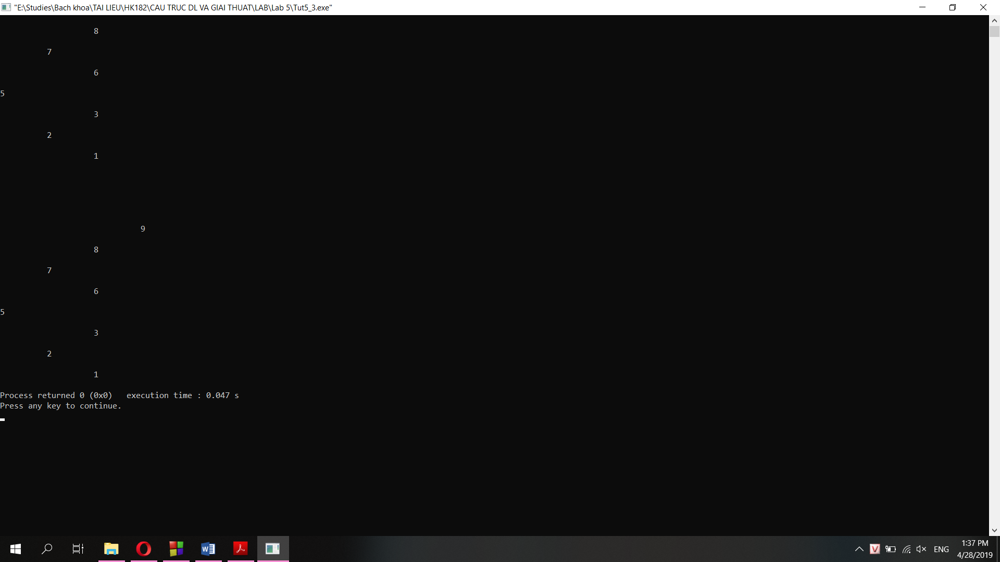 "E:\Studies\Bach khoa\TAI LIEU\HK182\CAU TRUC DL VA GIAI THUAT\LAB\Lab 5\Tut5_3.exe"
8
7
6
5
3
2
1
9
8
7
6
5
3
2
1
Process returned 0 (0x0)   execution time : 0.047 s
Press any key to continue.
V
ENG
1:37 PM
4/28/2019